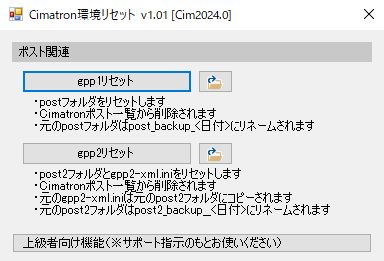 Cimatron環境リセット v1.01 [Cim2024.0]
ポスト関連
gpp1リセット
・postフォルダをリセットします
・Cimatronポスト一覧から削除されます
・元のpostフォルダはpost_backup_<日付>にリネームされます
gpp2リセット
・post2フォルダとgpp2-xml.iniをリセットします
・Cimatronポスト一覧から削除されます
・元のgpp2-xml.iniは元のpost2フォルダにコピーされます
・元のpost2フォルダはpost2_backup_<日付>にリネームされます
上級者向け機能(※サポート指示のもとお使いください)